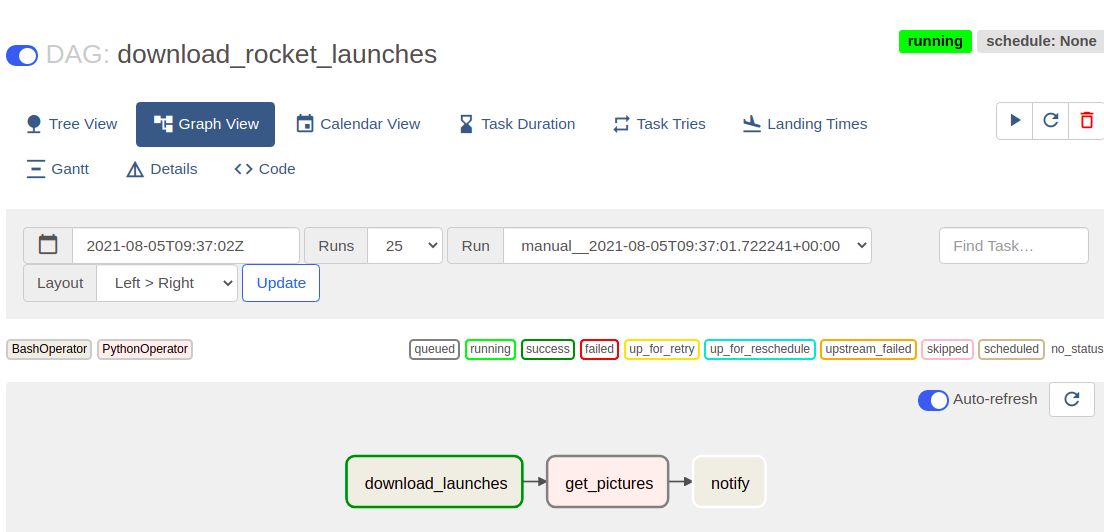 DAG: download_rocket_launches
running schedule: None
Tree View Graph View Calendar View Task Duration Task Tries Landing Times
Gantt Details Code
2021-08-05T09:37:02Z Runs 25 Run manual__2021-08-05T09:37:01.722241+00:00 Find Task...
Layout Left > Right Update
BashOperator PythonOperator queued running success failed up_for_retry up_for_reschedule upstream_failed skipped scheduled no_status
Auto-refresh
download_launches get_pictures notify